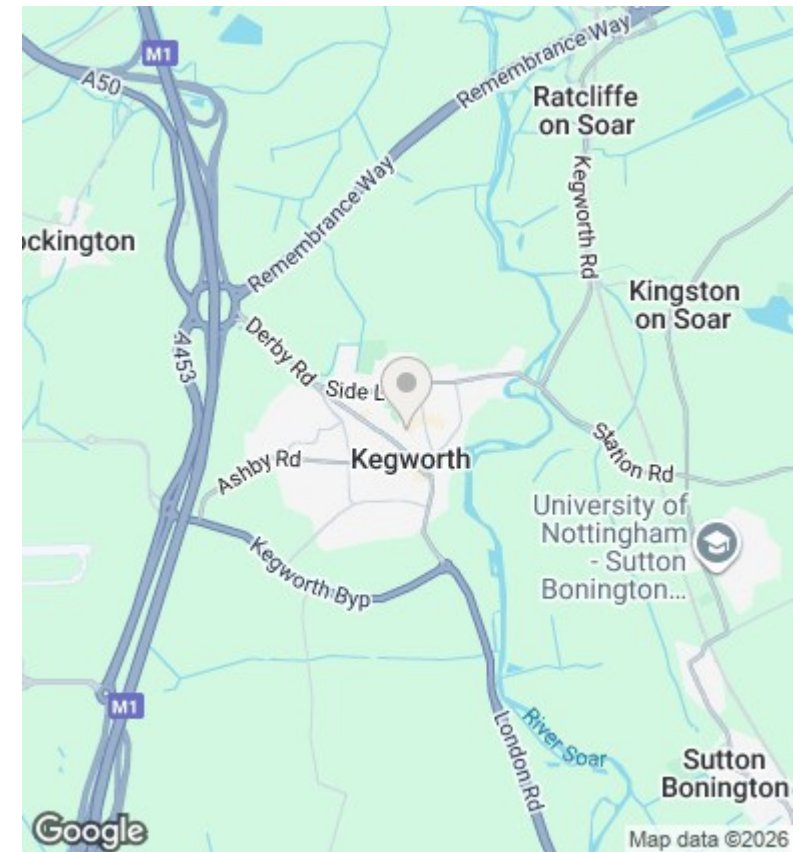 M1
A50
Remembrance Way
Ratcliffe
on Soar
Kegworth Rd
ockington
Remembrance Way
Kingston
on Soar
A453
Derby Rd
Side L
Ashby Rd
Kegworth
Station Rd
University of
Nottingham
- Sutton
Bonington...
Kegworth Byp
M1
London Rd
River Soar
Sutton
Bonington
Google
Map data ©2026